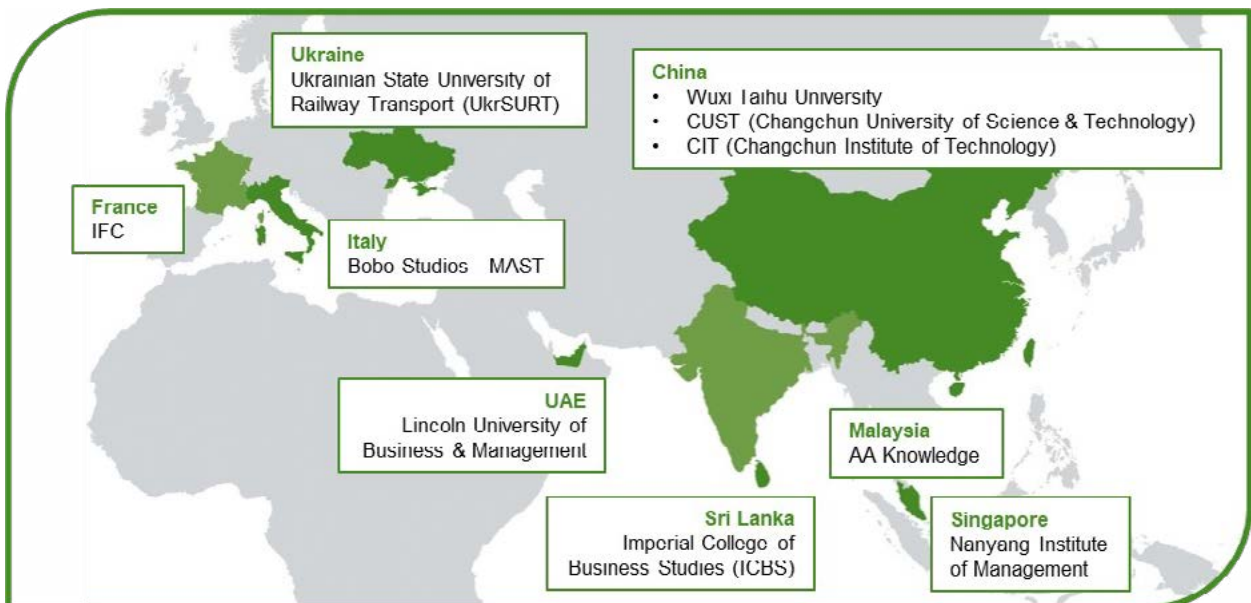 Ukraine
Ukrainian State University of
Railway Transport (UkrSURT)
China
• Wuxi Taihu University
• CUST (Changchun University of Science & Technology)
• CIT (Changchun Institute of Technology)
France
IFC
Italy
Bobo Studios MAST
UAE
Lincoln University of
Business & Management
Malaysia
AA Knowledge
Sri Lanka
Imperial College of
Business Studies (ICBS)
Singapore
Nanyang Institute
of Management